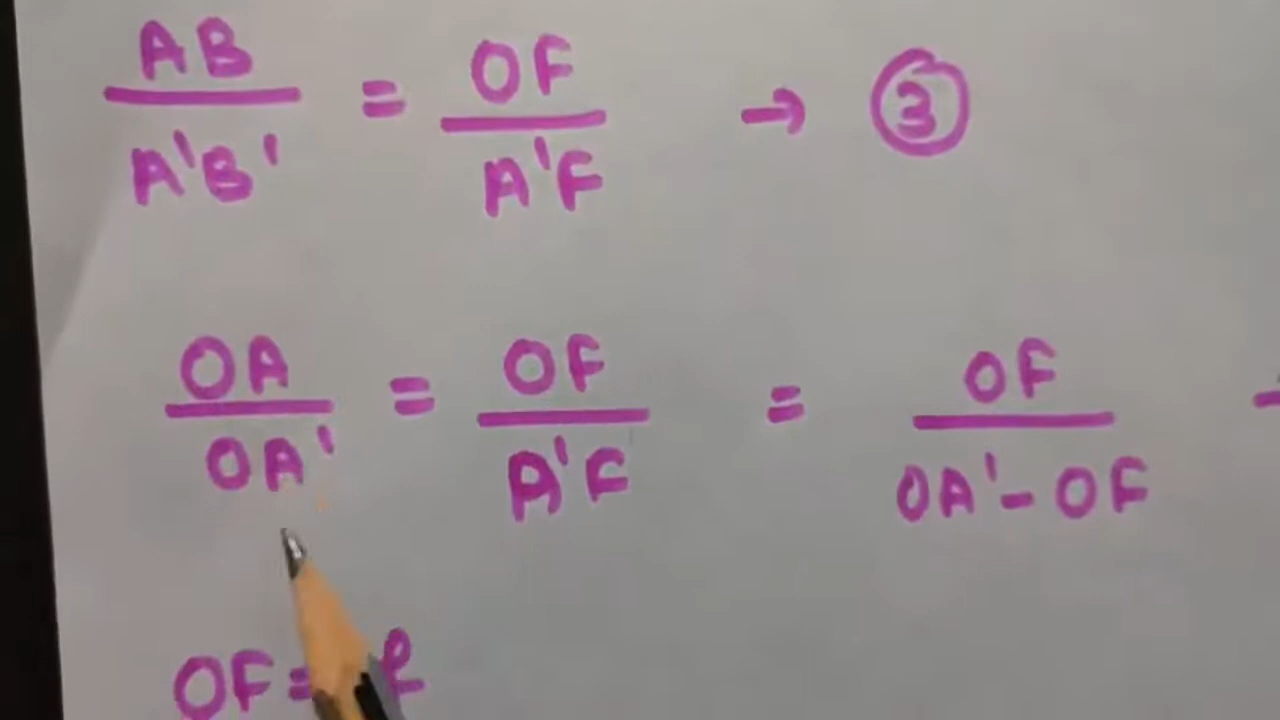 AB / A'B' = OF / A'F → ③
OA / OA' = OF / A'F = OF / OA' - OF -
OF = f